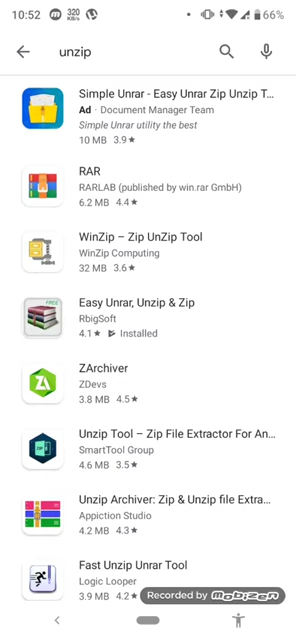 10:52 320 KB/s 66%
unzip
Simple Unrar - Easy Unrar Zip Unzip T...
Ad · Document Manager Team
Simple Unrar utility the best
10 MB 3.9★
RAR
RARLAB (published by win.rar GmbH)
6.2 MB 4.4★
WinZip – Zip UnZip Tool
WinZip Computing
32 MB 3.6★
FREE
Easy Unrar, Unzip & Zip
RbigSoft
4.1★ Installed
ZArchiver
ZDevs
3.8 MB 4.5★
Unzip Tool – Zip File Extractor For An...
SmartTool Group
4.6 MB 3.5★
Unzip Archiver: Zip & Unzip file Extra...
Appiction Studio
4.2 MB 4.3★
Fast Unzip Unrar Tool
Logic Looper
3.9 MB 4.2★
Recorded by MOBIZEN